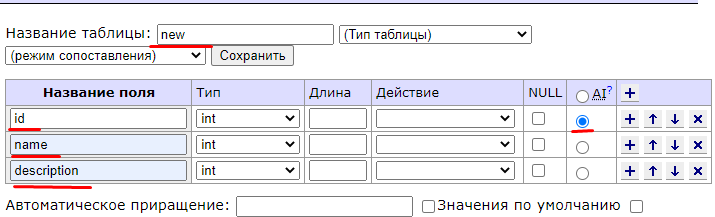 Название таблицы: new (Тип таблицы)
(режим сопоставления) Сохранить
Название поля Тип Длина Действие NULL AI?
id int
name int
description int
Автоматическое приращение: Значения по умолчанию